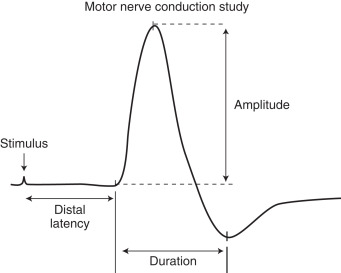 Motor nerve conduction study
Amplitude
Stimulus
Distal
latency
Duration